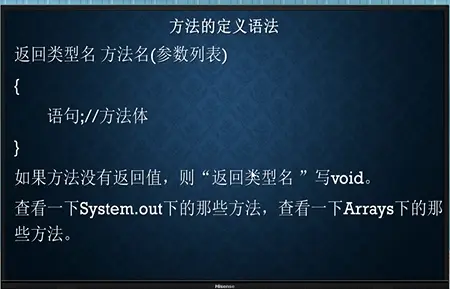 方法的定义语法
返回类型名 方法名(参数列表)
{
语句;//方法体
}
如果方法没有返回值，则“返回类型名 ”写void。
查看一下System.out下的那些方法，查看一下Arrays下的那
些方法。
Hisense